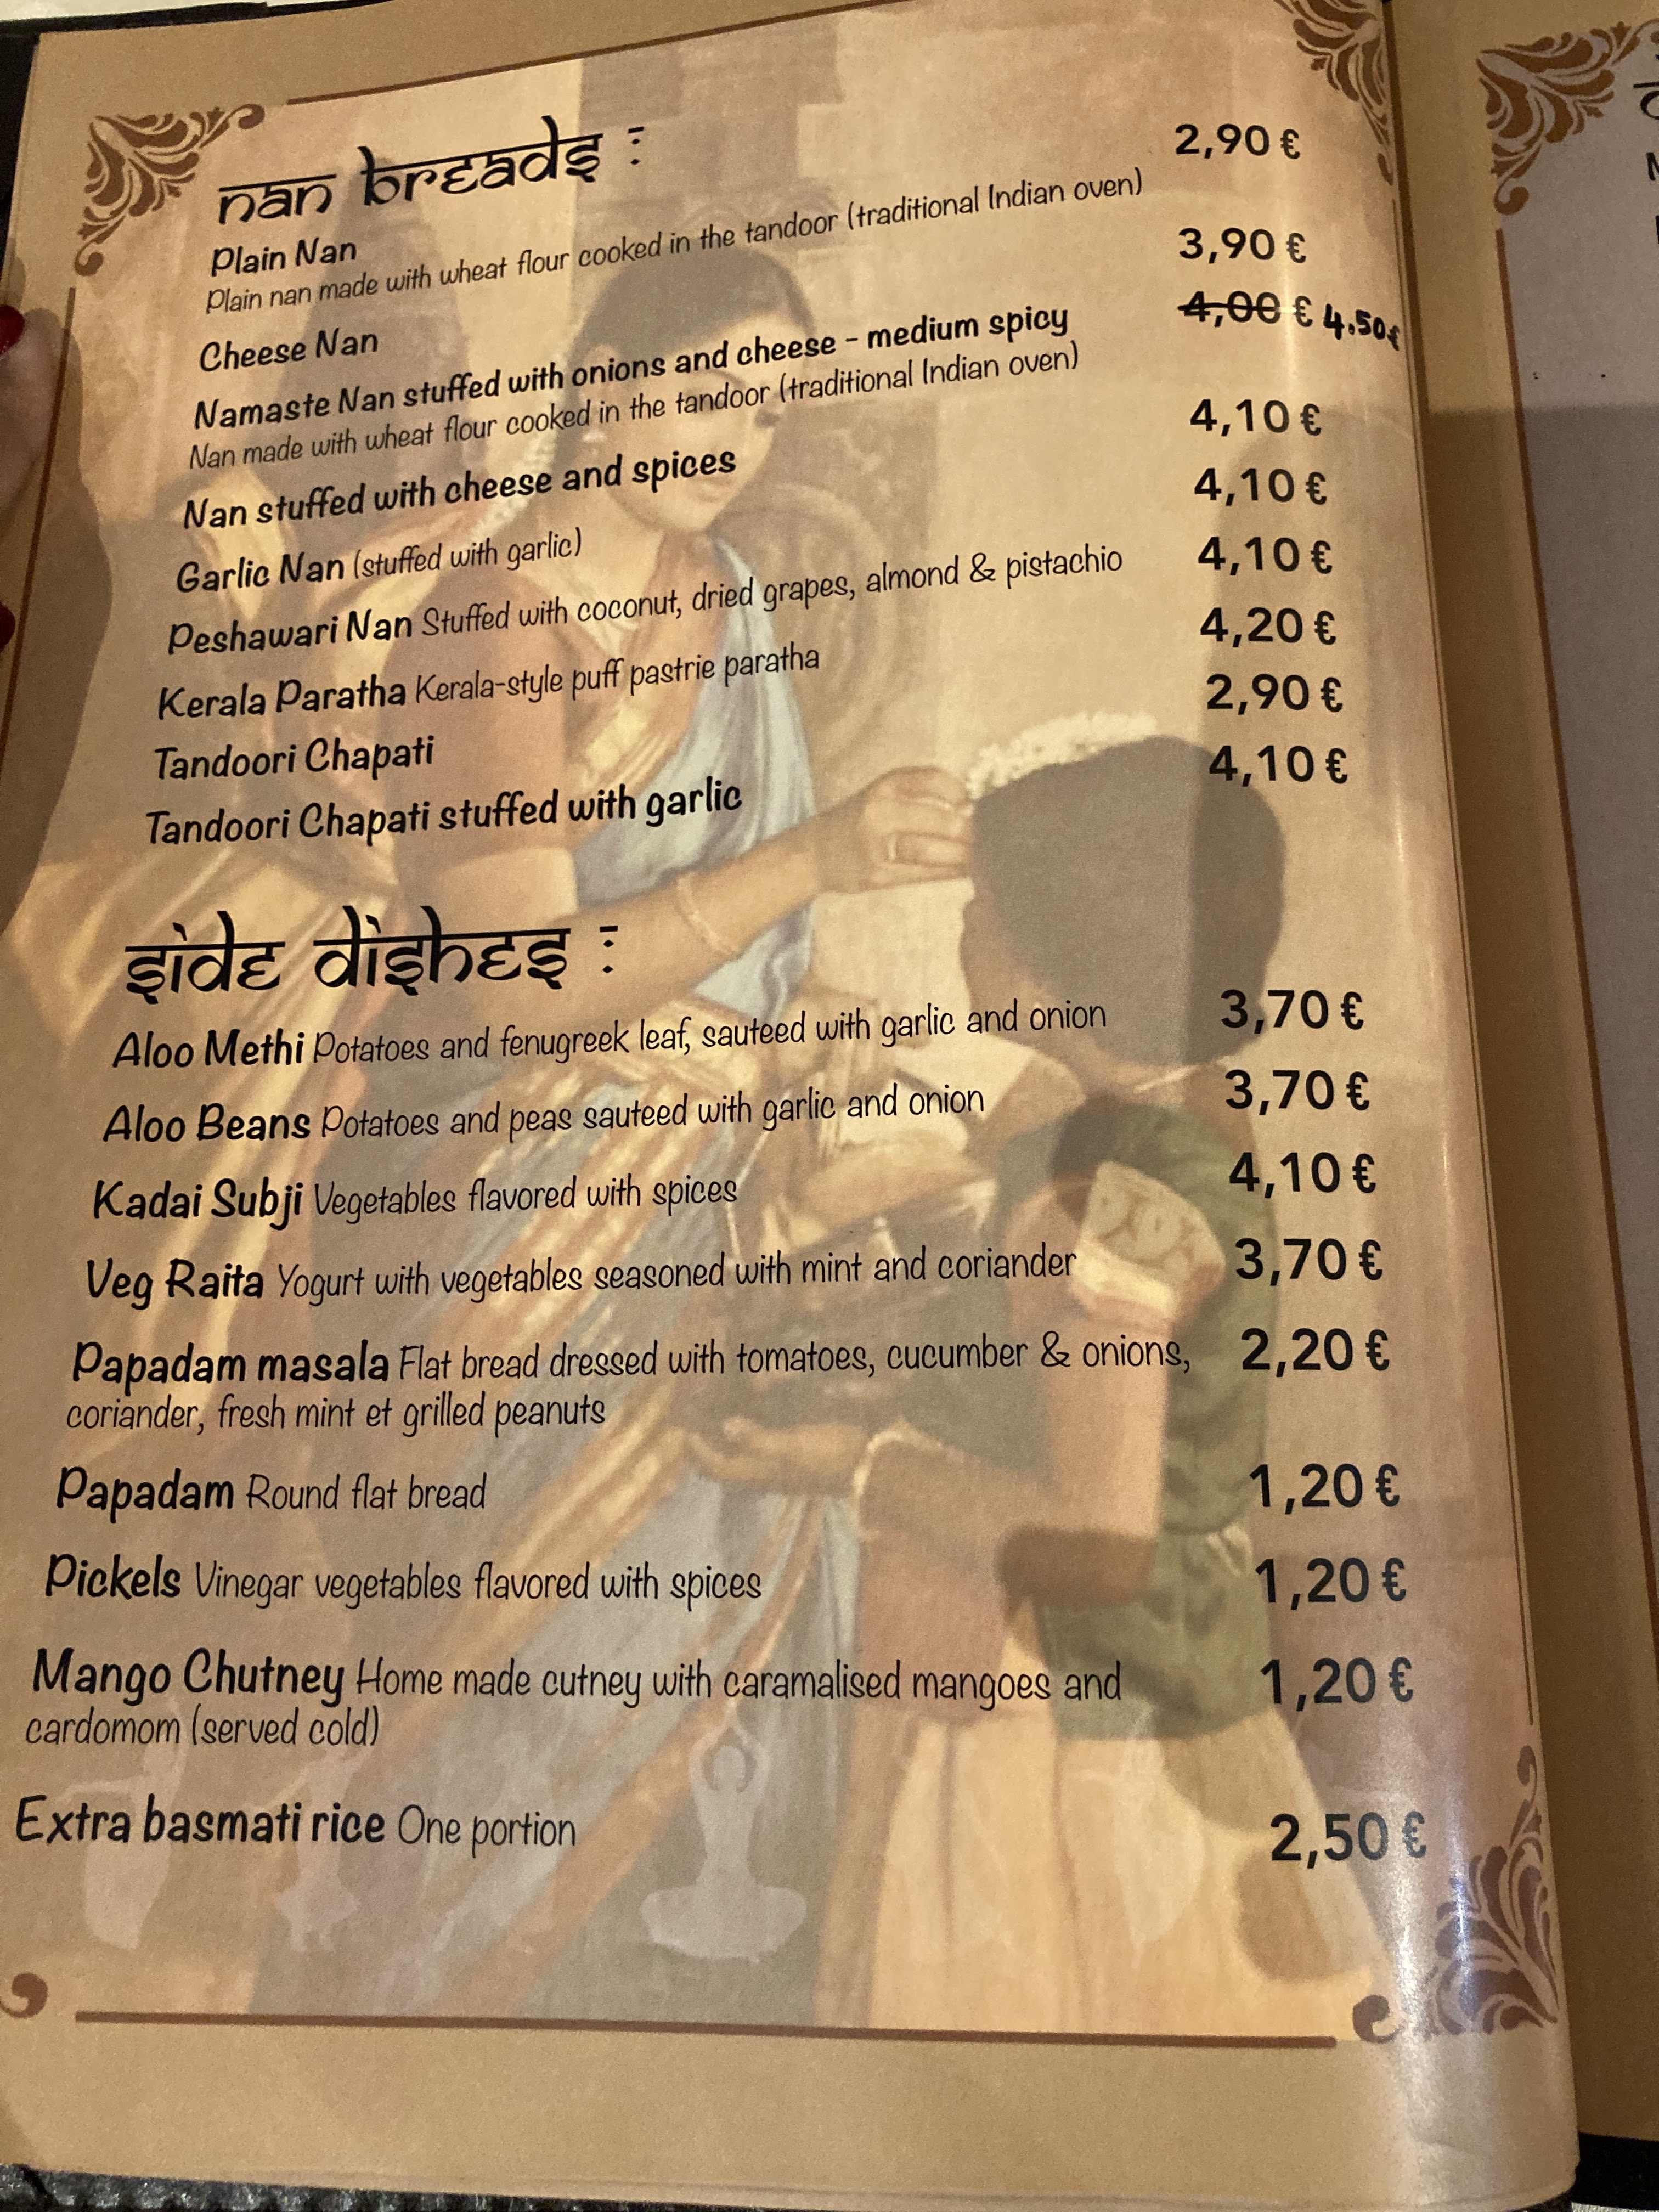 Nan Breads :
Plain Nan 2,90 €
Plain nan made with wheat flour cooked in the tandoor (traditional Indian oven)
Cheese Nan 3,90 €
Namaste Nan stuffed with onions and cheese - medium spicy 4,00 € 4.50€
Nan made with wheat flour cooked in the tandoor (traditional Indian oven)
Nan stuffed with cheese and spices 4,10 €
Garlic Nan (stuffed with garlic) 4,10 €
Peshawari Nan Stuffed with coconut, dried grapes, almond & pistachio 4,10 €
Kerala Paratha Kerala-style puff pastrie paratha 4,20 €
Tandoori Chapati 2,90 €
Tandoori Chapati stuffed with garlic 4,10 €
Side Dishes :
Aloo Methi Potatoes and fenugreek leaf, sauteed with garlic and onion 3,70 €
Aloo Beans Potatoes and peas sauteed with garlic and onion 3,70 €
Kadai Subji Vegetables flavored with spices 4,10 €
Veg Raita Yogurt with vegetables seasoned with mint and coriander 3,70 €
Papadam masala Flat bread dressed with tomatoes, cucumber & onions, 2,20 €
coriander, fresh mint et grilled peanuts
Papadam Round flat bread 1,20 €
Pickels Vinegar vegetables flavored with spices 1,20 €
Mango Chutney Home made cutney with caramalised mangoes and 1,20 €
cardomom (served cold)
Extra basmati rice One portion 2,50 €